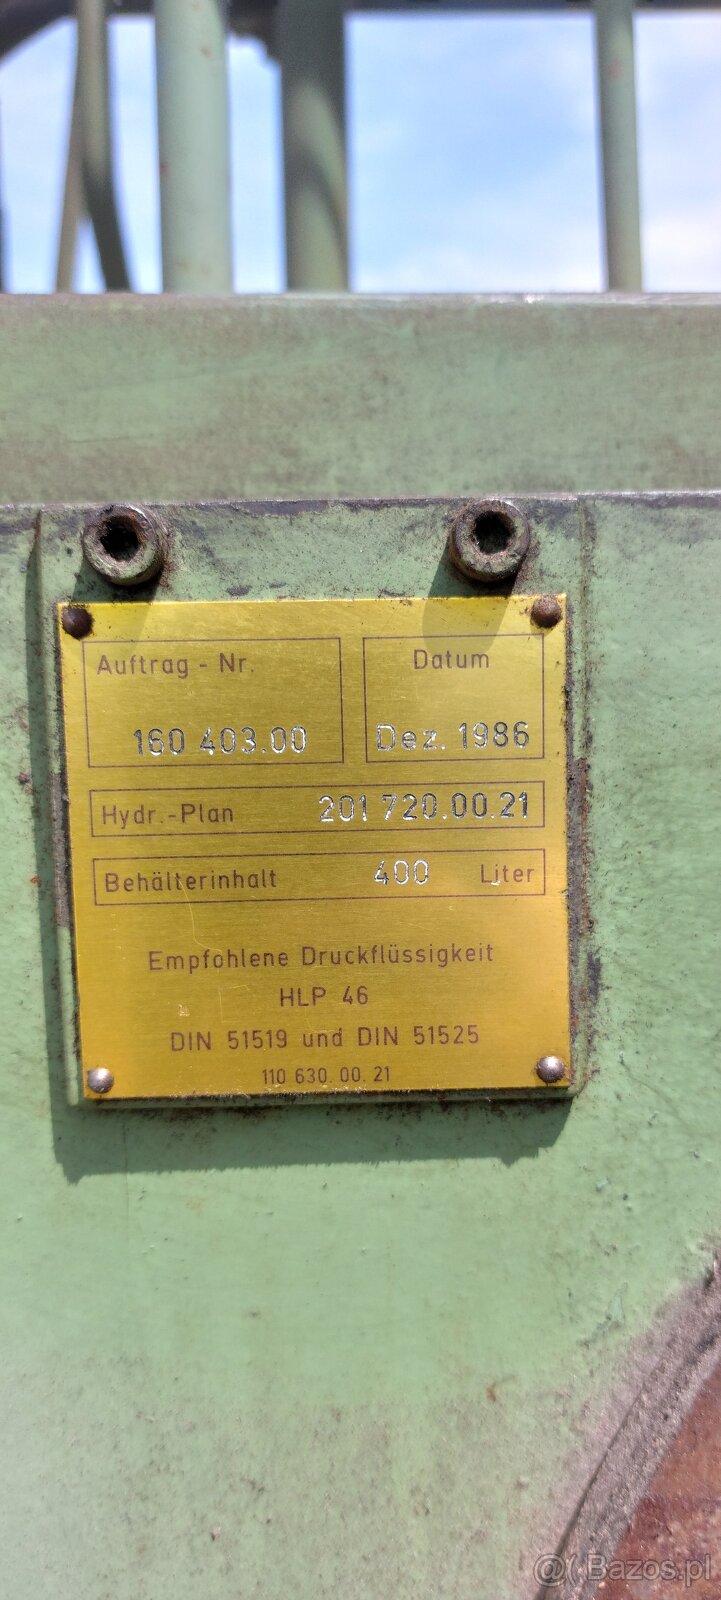 Auftrag - Nr.
160 403.00
Datum
Dez. 1986
Hydr.-Plan 201 720.00.21
Behälterinhalt 400 Liter
Empfohlene Druckflüssigkeit
HLP 46
DIN 51519 und DIN 51525
110 630. 00. 21
@( Bazos.pl